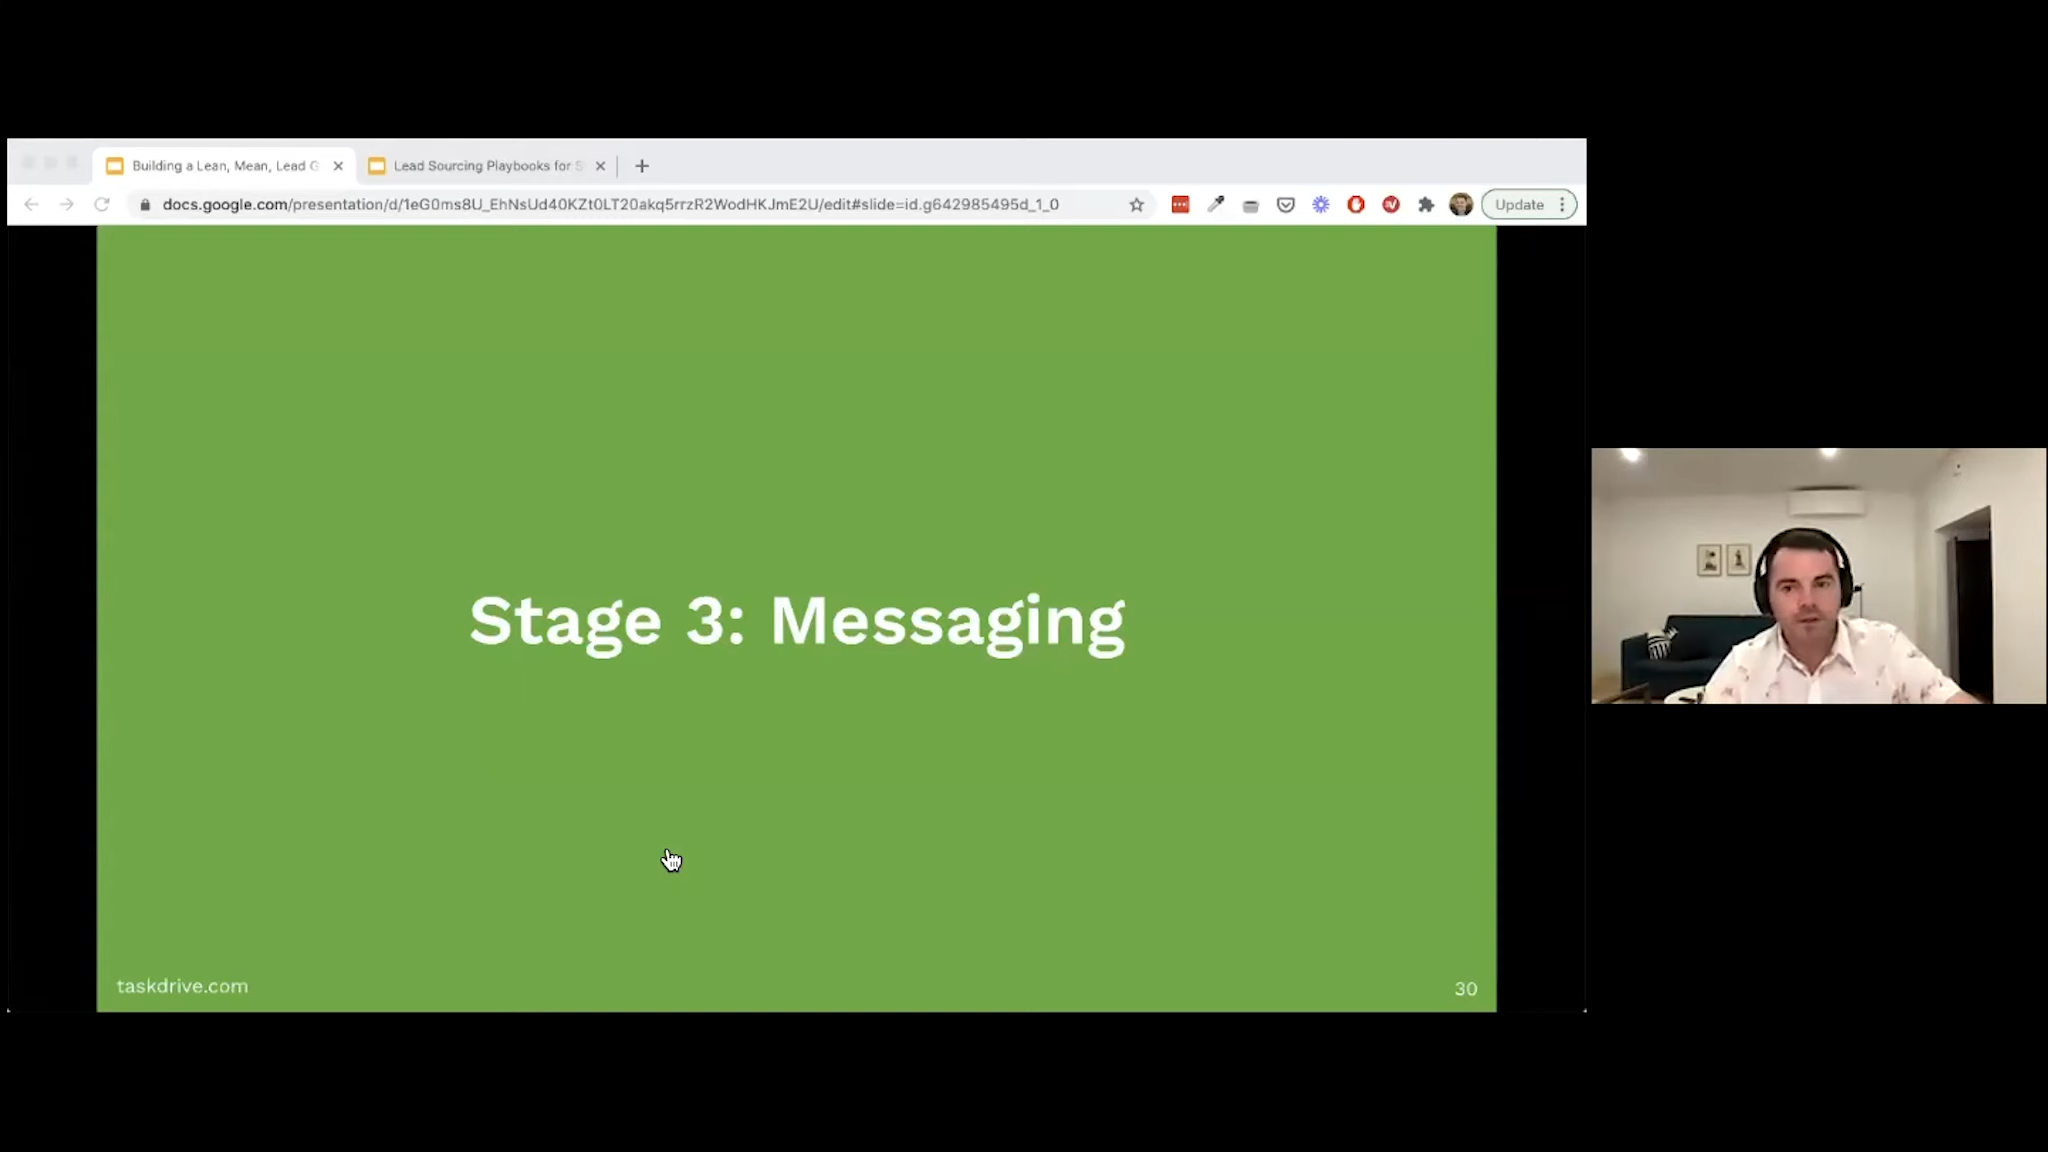 Building a Lean, Mean, Lead G
Lead Sourcing Playbooks for S
docs.google.com/presentation/d/1eG0ms8U_EhNsUd40KZt0LT20akq5rrzR2WodHKJmE2U/edit#slide=id.g642985495d_1_0
Update
Stage 3: Messaging
taskdrive.com
30